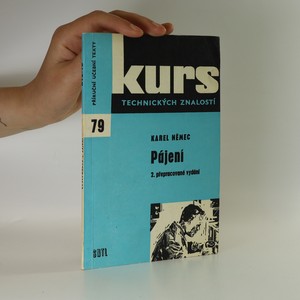 PŘÍRUČNÍ UČEBNÍ TEXTY
kurs
TECHNICKÝCH ZNALOSTÍ
79
KAREL NĚMEC
Pájení
2. přepracované vydání
SNTL